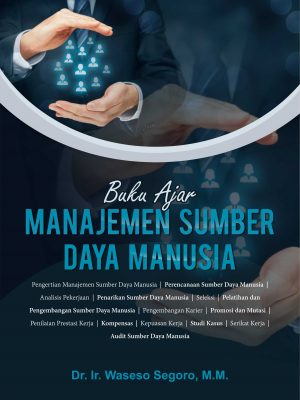 Buku Ajar
MANAJEMEN SUMBER
DAYA MANUSIA
Pengertian Manajemen Sumber Daya Manusia | Perencanaan Sumber Daya Manusia |
Analisis Pekerjaan | Penarikan Sumber Daya Manusia | Seleksi | Pelatihan dan
Pengembangan Sumber Daya Manusia | Pengembangan Karier | Promosi dan Mutasi |
Penilaian Prestasi Kerja | Kompensas | Kepuasan Kerja | Studi Kasus | Serikat Kerja |
Audit Sumber Daya Manusia
Dr. Ir. Waseso Segoro, M.M.